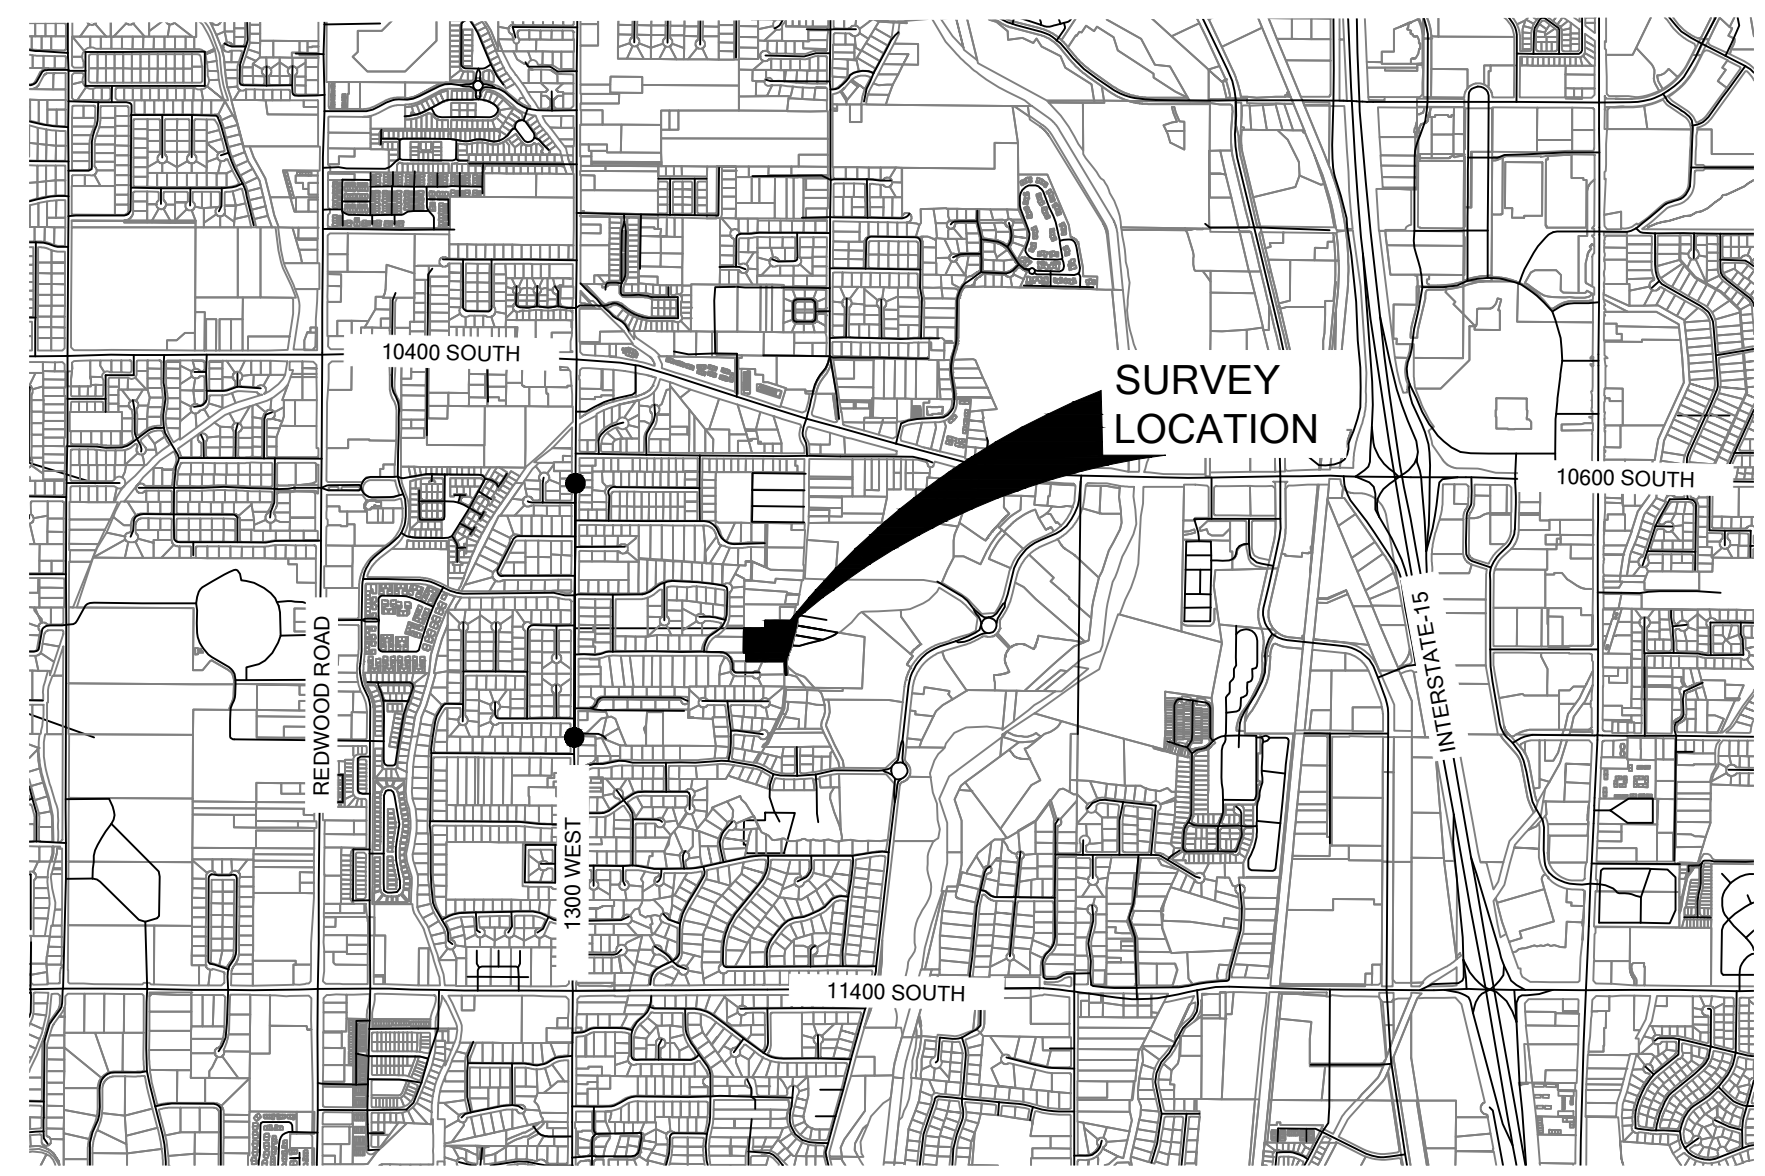 10400 SOUTH
SURVEY
LOCATION
10600 SOUTH
REDWOOD ROAD
INTERSTATE-15
1300 WEST
11400 SOUTH